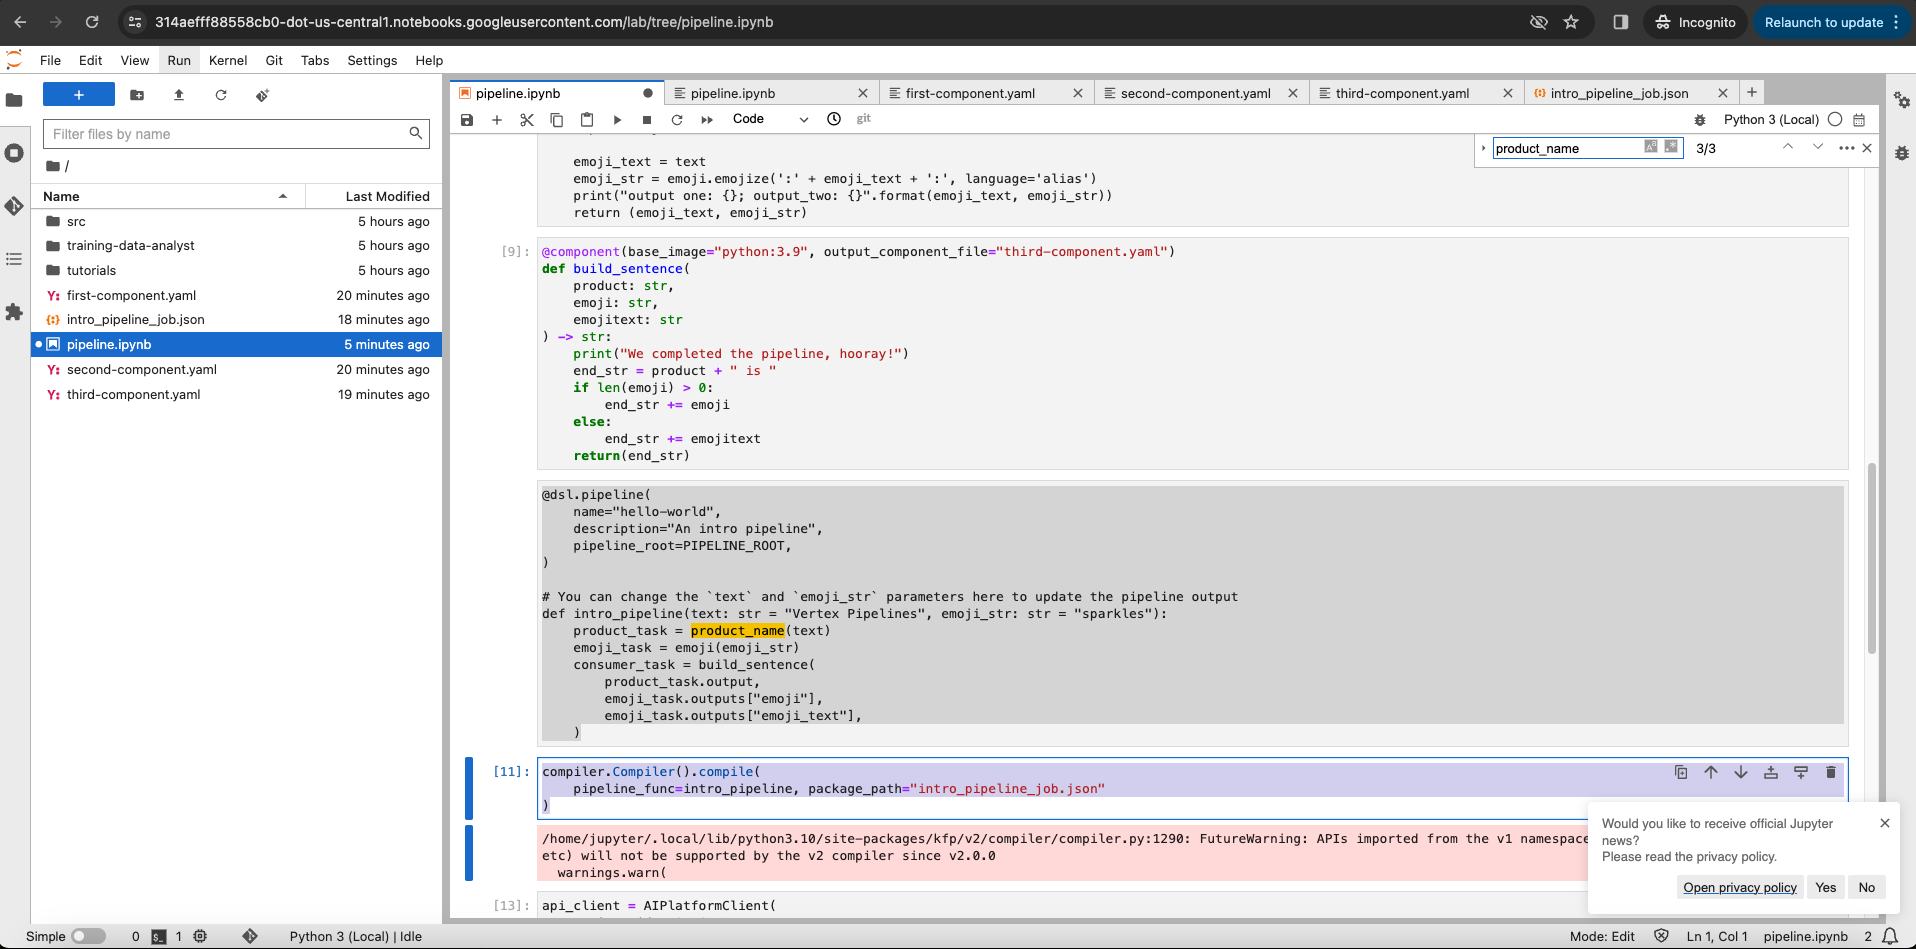 314aefff88558cb0-dot-us-central1.notebooks.googleusercontent.com/lab/tree/pipeline.ipynb
Incognito
Relaunch to update
File Edit View Run Kernel Git Tabs Settings Help
+
Filter files by name
/
Name Last Modified
src 5 hours ago
training-data-analyst 5 hours ago
tutorials 5 hours ago
Y: first-component.yaml 20 minutes ago
intro_pipeline_job.json 18 minutes ago
pipeline.ipynb 5 minutes ago
Y: second-component.yaml 20 minutes ago
Y: third-component.yaml 19 minutes ago
pipeline.ipynb pipeline.ipynb first-component.yaml second-component.yaml third-component.yaml intro_pipeline_job.json
Code git Python 3 (Local)
product_name 3/3
emoji_text = text
emoji_str = emoji.emojize(':' + emoji_text + ':', language='alias')
print("output one: {}; output_two: {}".format(emoji_text, emoji_str))
return (emoji_text, emoji_str)
[9]: @component(base_image="python:3.9", output_component_file="third-component.yaml")
def build_sentence(
product: str,
emoji: str,
emojitext: str
) -> str:
print("We completed the pipeline, hooray!")
end_str = product + " is "
if len(emoji) > 0:
end_str += emoji
else:
end_str += emojitext
return(end_str)
@dsl.pipeline(
name="hello-world",
description="An intro pipeline",
pipeline_root=PIPELINE_ROOT,
)
# You can change the `text` and `emoji_str` parameters here to update the pipeline output
def intro_pipeline(text: str = "Vertex Pipelines", emoji_str: str = "sparkles"):
product_task = product_name(text)
emoji_task = emoji(emoji_str)
consumer_task = build_sentence(
product_task.output,
emoji_task.outputs["emoji"],
emoji_task.outputs["emoji_text"],
)
[11]: compiler.Compiler().compile(
pipeline_func=intro_pipeline, package_path="intro_pipeline_job.json"
)
/home/jupyter/.local/lib/python3.10/site-packages/kfp/v2/compiler/compiler.py:1290: FutureWarning: APIs imported from the v1 namespace
etc) will not be supported by the v2 compiler since v2.0.0
warnings.warn(
[13]: api_client = AIPlatformClient(
Would you like to receive official Jupyter
news?
Please read the privacy policy.
Open privacy policy Yes No
Simple 0 1 Python 3 (Local) | Idle Mode: Edit Ln 1, Col 1 pipeline.ipynb 2